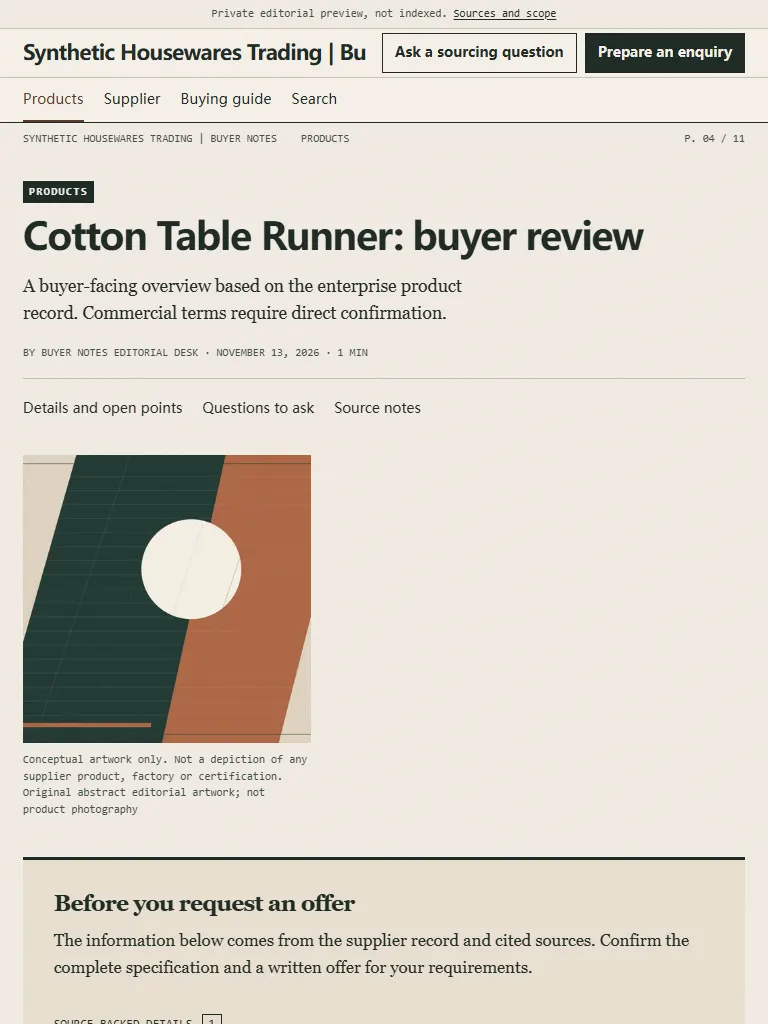 Private editorial preview, not indexed. Sources and scope
Synthetic Housewares Trading | Bu
Ask a sourcing question
Prepare an enquiry
Products
Supplier
Buying guide
Search
SYNTHETIC HOUSEWARES TRADING | BUYER NOTES
PRODUCTS
P. 04 / 11
PRODUCTS
Cotton Table Runner: buyer review
A buyer-facing overview based on the enterprise product
record. Commercial terms require direct confirmation.
BY BUYER NOTES EDITORIAL DESK · NOVEMBER 13, 2026 · 1 MIN
Details and open points
Questions to ask
Source notes
Conceptual artwork only. Not a depiction of any
supplier product, factory or certification.
Original abstract editorial artwork; not
product photography
Before you request an offer
The information below comes from the supplier record and cited sources. Confirm the
complete specification and a written offer for your requirements.
SOURCE-BACKED DETAILS 1